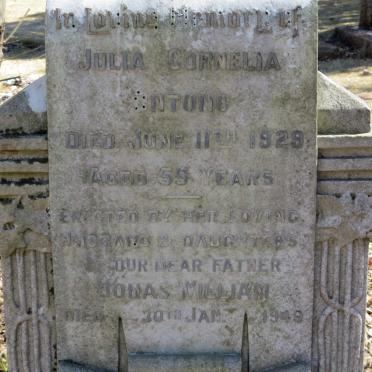 In Loving Memory of
Julia Cornelia
Antonio
Died June 11th 1929
Aged 55 Years
Erected by her loving
husband & daughters
our dear father
Jonas William
Died 30th Jan. 1948